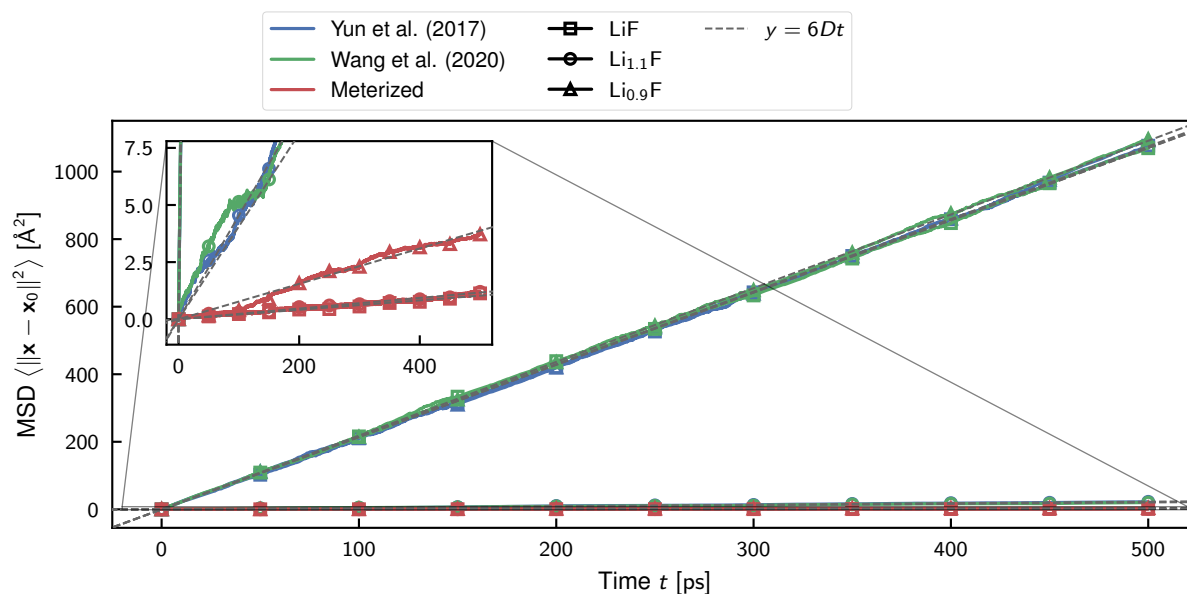 Yun et al. (2017)
Wang et al. (2020)
Meterized
LiF
Li₁.₁F
Li₀.₉F
y = 6Dt
7.5
5.0
2.5
0.0
0 200 400
1000
800
600
400
200
0
MSD ⟨‖x − x₀‖²⟩ [Å²]
0 100 200 300 400 500
Time t [ps]